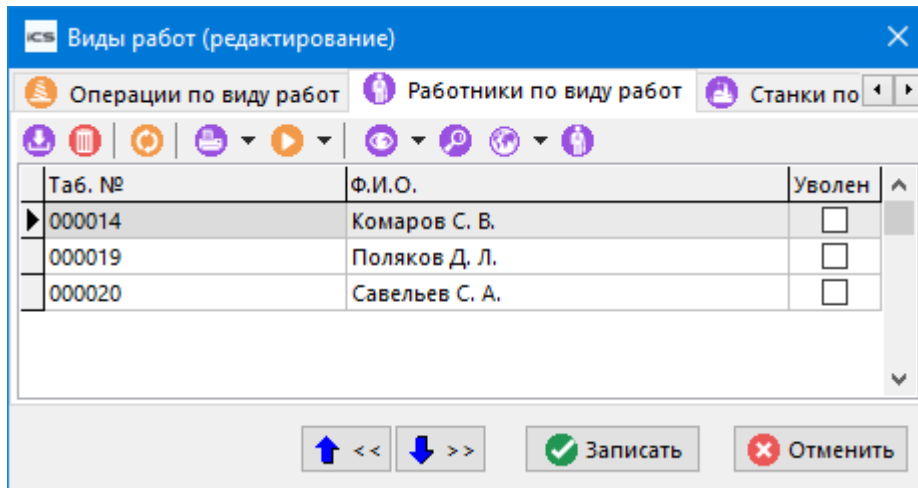 iCS Виды работ (редактирование)
Операции по виду работ Работники по виду работ Станки по
Таб. № Ф.И.О. Уволен
000014 Комаров С. В.
000019 Поляков Д. Л.
000020 Савельев С. А.
<< >> Записать Отменить